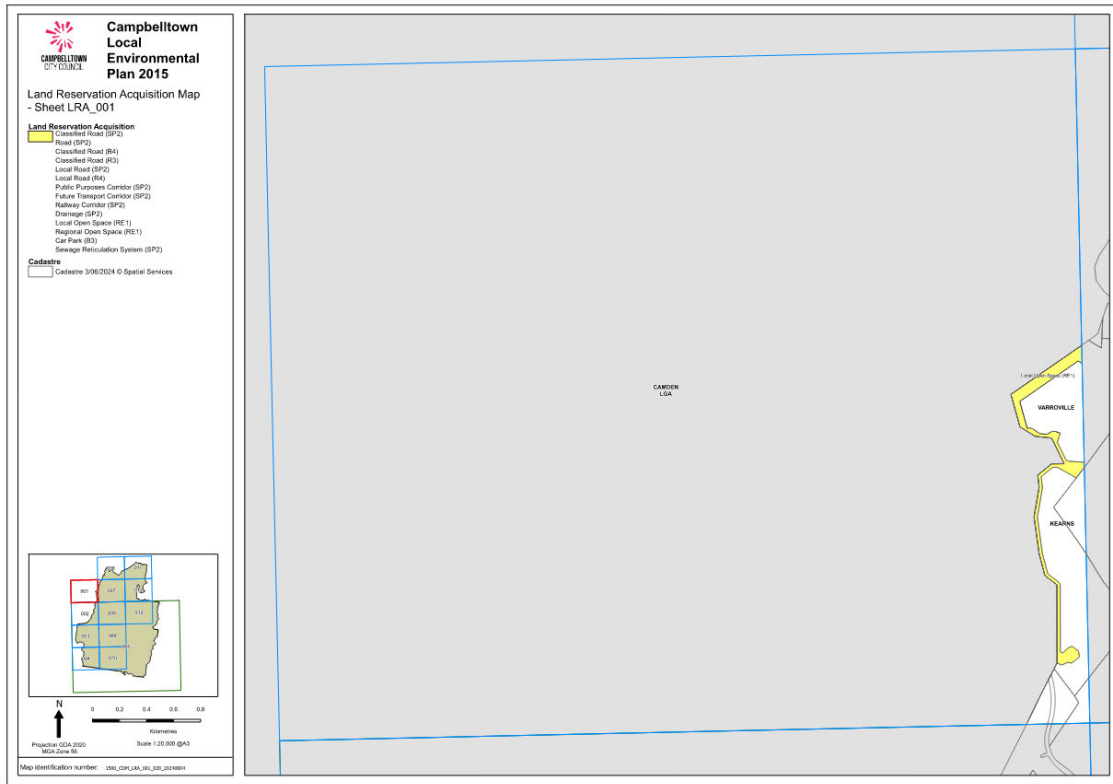 CAMPBELLTOWN
CITY COUNCIL
Campbelltown
Local
Environmental
Plan 2015
Land Reservation Acquisition Map
- Sheet LRA_001
Land Reservation Acquisition
Classified Road (SP2)
Road (SP2)
Classified Road (B4)
Classified Road (R3)
Local Road (SP2)
Local Road (R4)
Public Purposes Corridor (SP2)
Future Transport Corridor (SP2)
Railway Corridor (SP2)
Drainage (SP2)
Local Open Space (RE1)
Regional Open Space (RE1)
Car Park (B3)
Sewage Reticulation System (SP2)
Cadastre
Cadastre 3/06/2024 © Spatial Services
CAMDEN
LGA
Local Open Space (RE1)
VARROVILLE
KEARNS
001
002
N
0 0.2 0.4 0.6 0.8
Kilometres
Projection GDA 2020
MGA Zone 56
Scale 1:20,000 @A3
Map identification number: 1500_COM_LRA_001_020_20240604